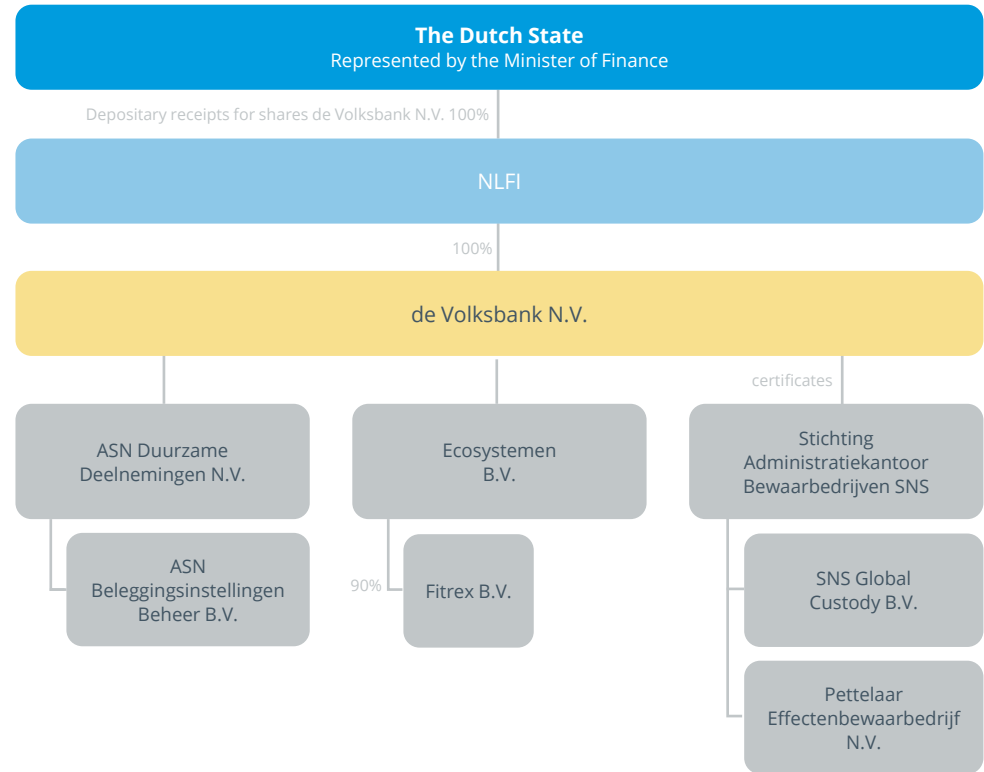 The Dutch State
Represented by the Minister of Finance
Depositary receipts for shares de Volksbank N.V. 100%
NLFI
100%
de Volksbank N.V.
certificates
ASN Duurzame
Deelnemingen N.V.
Ecosystemen
B.V.
Stichting
Administratiekantoor
Bewaarbedrijven SNS
ASN
Beleggingsinstellingen
Beheer B.V.
90%
Fitrex B.V.
SNS Global
Custody B.V.
Pettelaar
Effectenbewaarbedrijf
N.V.